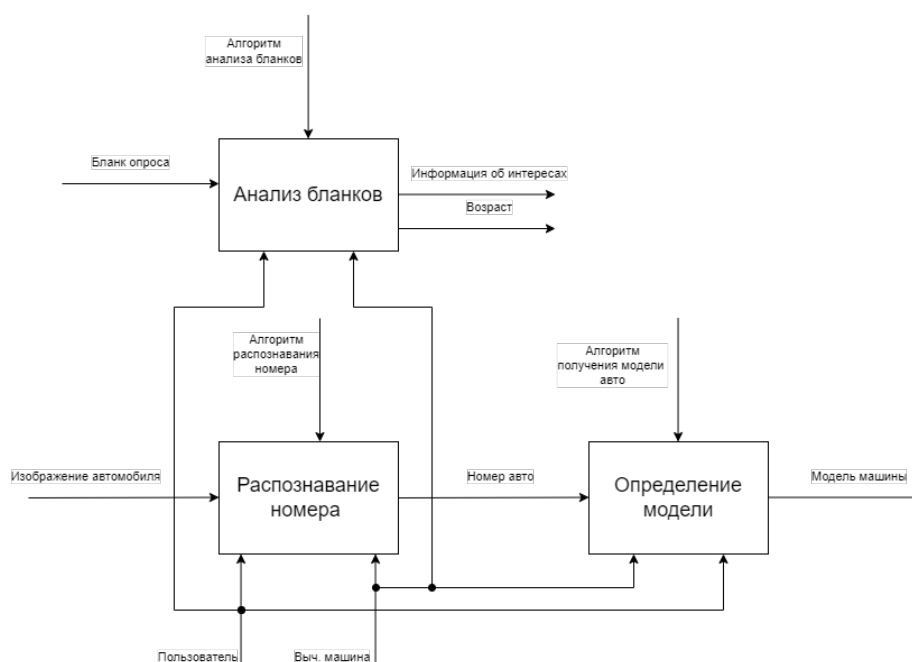 Алгоритм
анализа бланков
Бланк опроса
Анализ бланков
Информация об интересах
Возраст
Алгоритм
распознавания
номера
Алгоритм
получения модели
авто
Изображение автомобиля
Распознавание
номера
Номер авто
Определение
модели
Модель машины
Пользователь
Выч. машина